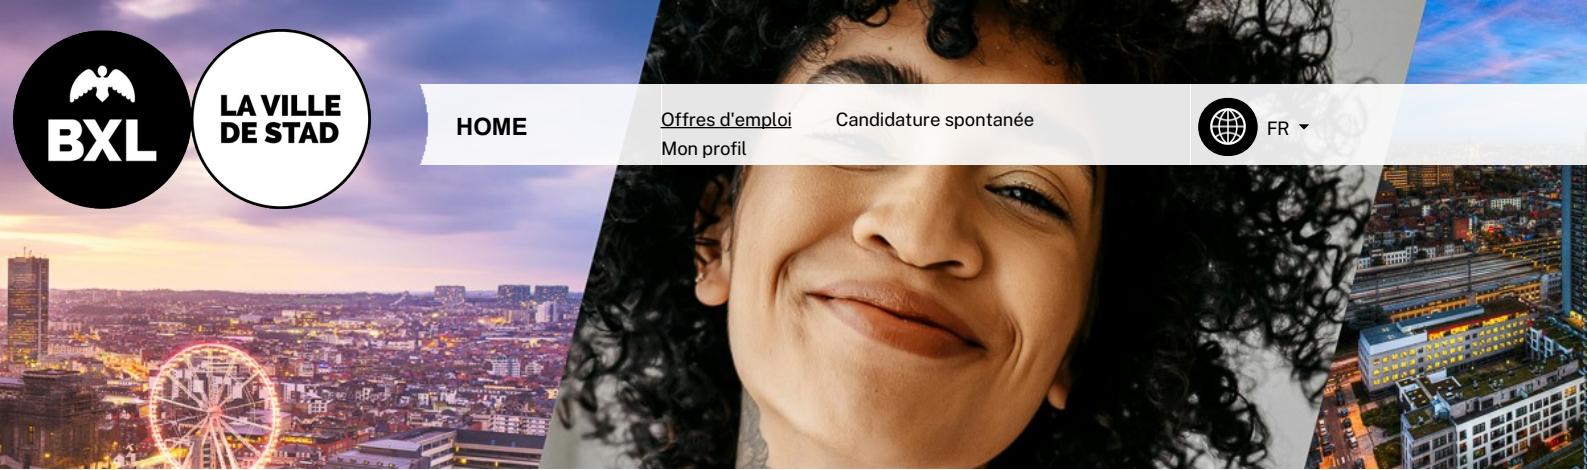 BXL
LA VILLE
DE STAD
HOME
Offres d'emploi
Candidature spontanée
Mon profil
FR